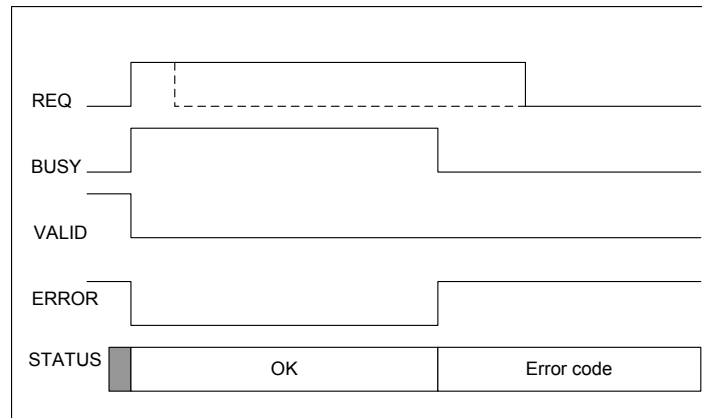 REQ
BUSY
VALID
ERROR
STATUS OK Error code